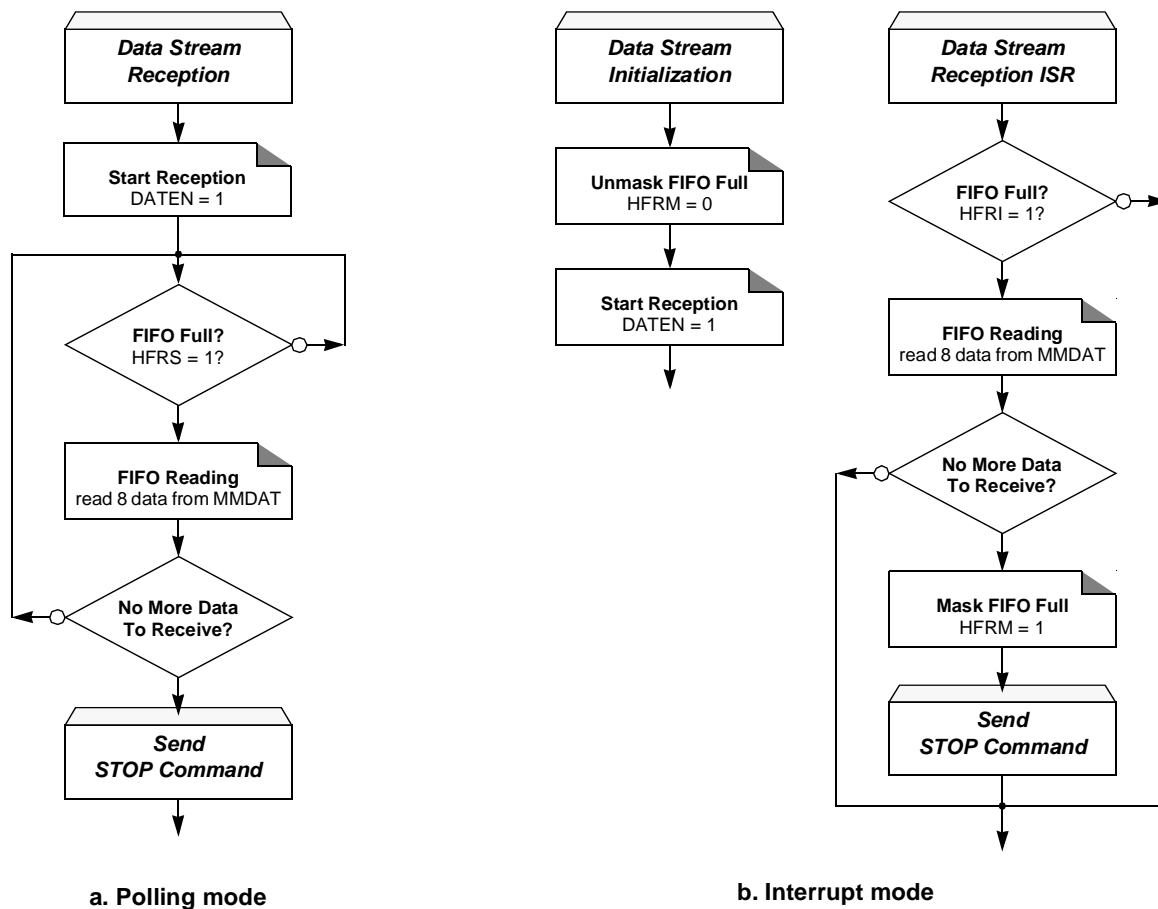 Data Stream
Reception
Start Reception
DATEN = 1
FIFO Full?
HFRS = 1?
FIFO Reading
read 8 data from MMDAT
No More Data
To Receive?
Send
STOP Command
a. Polling mode
Data Stream
Initialization
Unmask FIFO Full
HFRM = 0
Start Reception
DATEN = 1
Data Stream
Reception ISR
FIFO Full?
HFRI = 1?
FIFO Reading
read 8 data from MMDAT
No More Data
To Receive?
Mask FIFO Full
HFRM = 1
Send
STOP Command
b. Interrupt mode